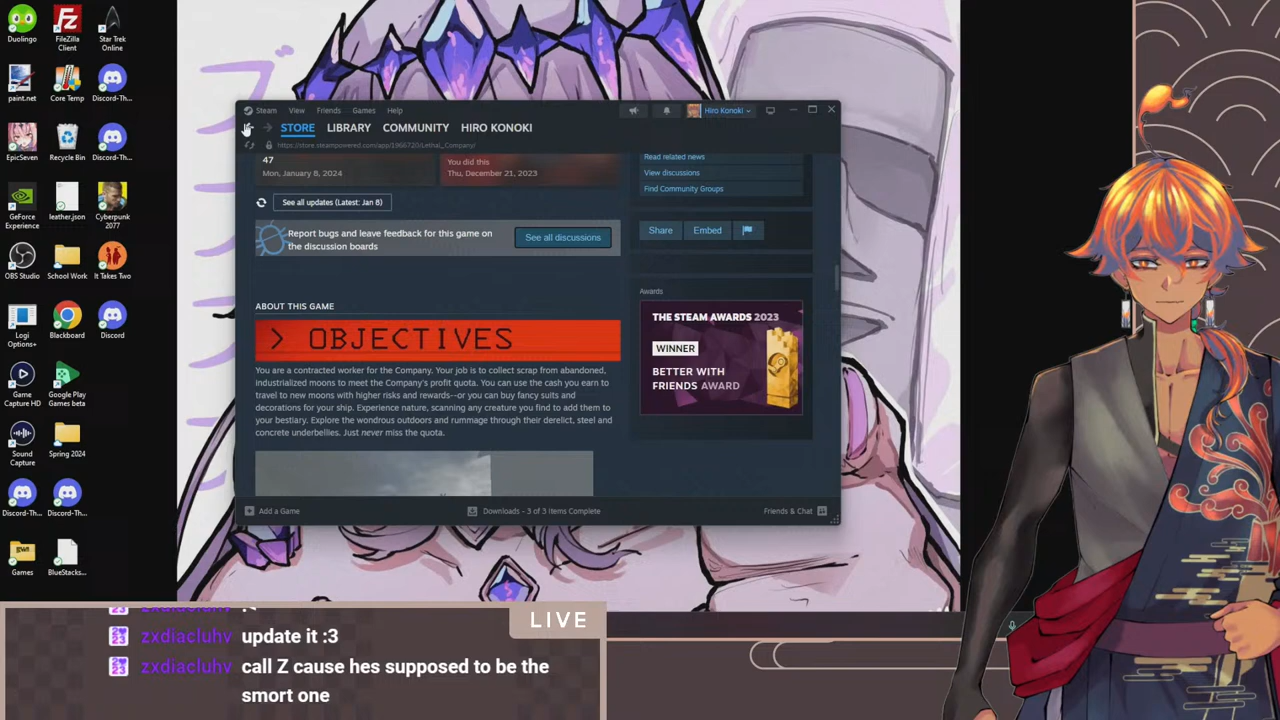 Duolingo
FileZilla Client
Star Trek Online
paint.net
Core Temp
Discord-Th...
EpicSeven
Recycle Bin
Discord-Th...
GeForce Experience
leather.json
Cyberpunk 2077
OBS Studio
School Work
It Takes Two
Logi Options+
Blackboard
Discord
Game Capture HD
Google Play Games beta
Sound Capture
Spring 2024
Discord-Th...
Discord-Th...
Games
BlueStacks...
Steam View Friends Games Help
Hiro Konoki
STORE LIBRARY COMMUNITY HIRO KONOKI
https://store.steampowered.com/app/1966720/Lethal_Company/
47
Mon, January 8, 2024
You did this
Thu, December 21, 2023
See all updates (Latest: Jan 8)
Report bugs and leave feedback for this game on
the discussion boards
See all discussions
ABOUT THIS GAME
> OBJECTIVES
You are a contracted worker for the Company. Your job is to collect scrap from abandoned,
industrialized moons to meet the Company's profit quota. You can use the cash you earn to
travel to new moons with higher risks and rewards--or you can buy fancy suits and
decorations for your ship. Experience nature, scanning any creature you find to add them to
your bestiary. Explore the wondrous outdoors and rummage through their derelict, steel and
concrete underbellies. Just never miss the quota.
Read related news
View discussions
Find Community Groups
Share Embed
Awards
THE STEAM AWARDS 2023
WINNER
BETTER WITH
FRIENDS AWARD
Add a Game
Downloads - 3 of 3 Items Complete
Friends & Chat
LIVE
zxdiacluhv update it :3
zxdiacluhv call Z cause hes supposed to be the
smort one